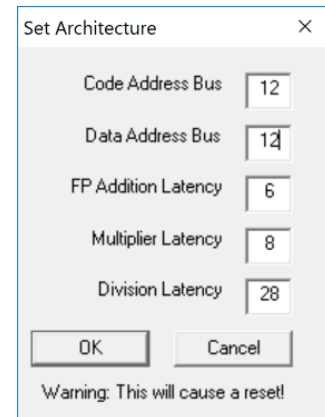 Set Architecture
Code Address Bus 12
Data Address Bus 12
FP Addition Latency 6
Multiplier Latency 8
Division Latency 28
OK Cancel
Warning: This will cause a reset!